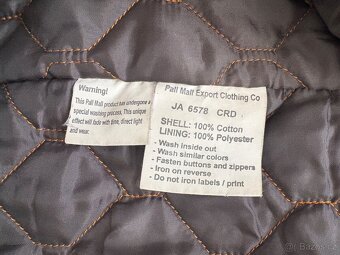 Warning!
This Pall Mall product has undergone a
special washing process. This unique
effect will fade with time, direct light
and wear.
Pall Mall Export Clothing Co
JA 6578 CRD
SHELL: 100% Cotton
LINING: 100% Polyester
- Wash inside out
- Wash similar colors
- Fasten buttons and zippers
- Iron on reverse
- Do not iron labels / print